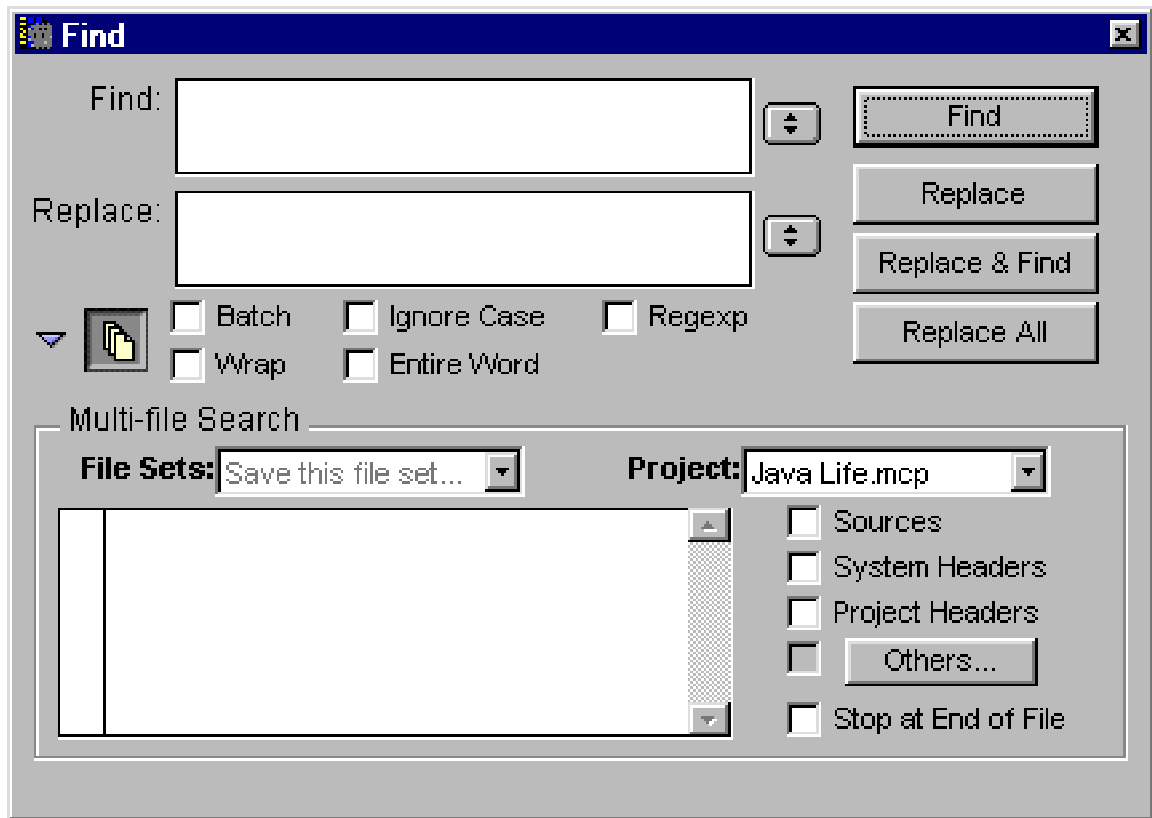 Find
Find:
Find
Replace
Replace:
Replace & Find
Batch
Ignore Case
Regexp
Replace All
Wrap
Entire Word
Multi-file Search
File Sets:
Save this file set...
Project:
Java Life.mcp
Sources
System Headers
Project Headers
Others...
Stop at End of File